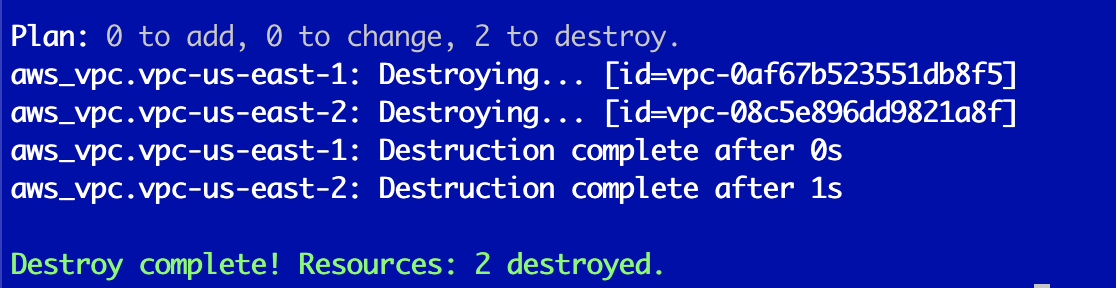 Plan: 0 to add, 0 to change, 2 to destroy.
aws_vpc.vpc-us-east-1: Destroying... [id=vpc-0af67b523551db8f5]
aws_vpc.vpc-us-east-2: Destroying... [id=vpc-08c5e896dd9821a8f]
aws_vpc.vpc-us-east-1: Destruction complete after 0s
aws_vpc.vpc-us-east-2: Destruction complete after 1s
Destroy complete! Resources: 2 destroyed.